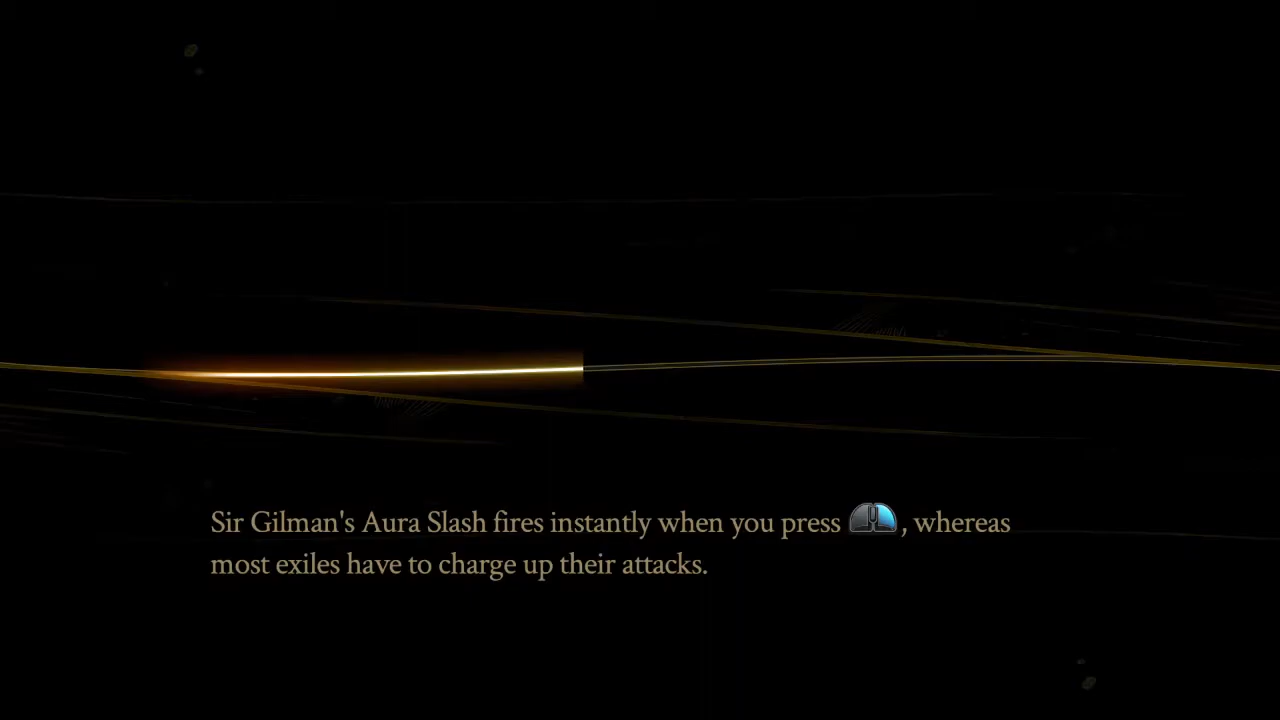 Sir Gilman's Aura Slash fires instantly when you press , whereas
most exiles have to charge up their attacks.